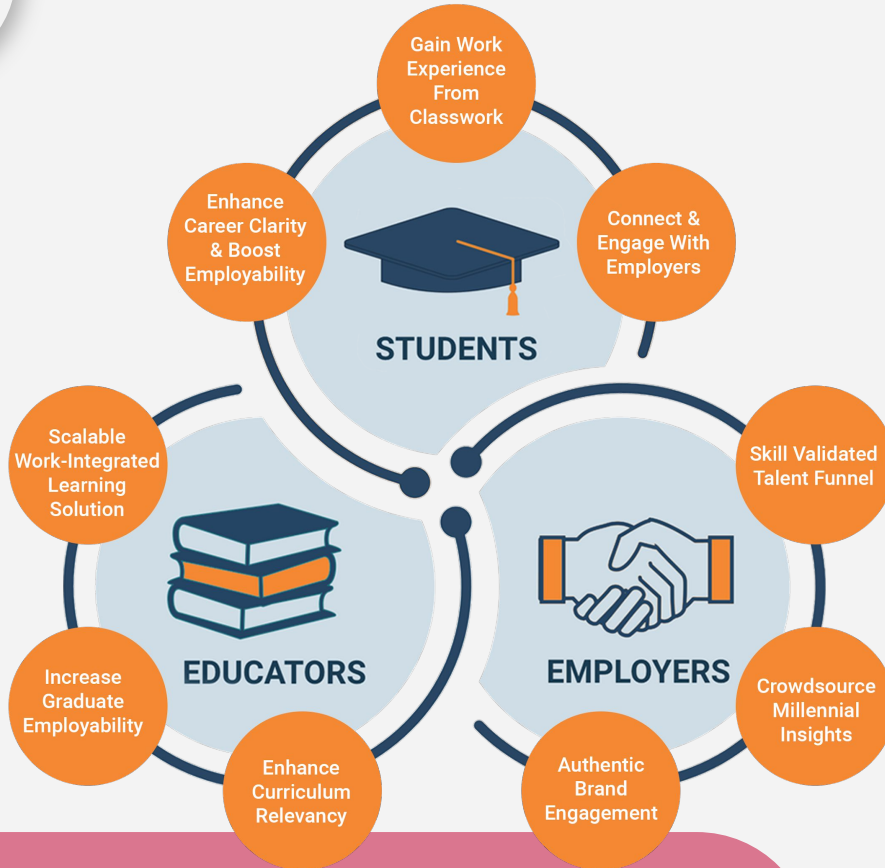 Gain Work
Experience
From
Classwork
Enhance
Career Clarity
& Boost
Employability
Connect &
Engage With
Employers
STUDENTS
Scalable
Work-Integrated
Learning
Solution
Skill Validated
Talent Funnel
EDUCATORS
EMPLOYERS
Increase
Graduate
Employability
Crowdsource
Millennial
Insights
Enhance
Curriculum
Relevancy
Authentic
Brand
Engagement